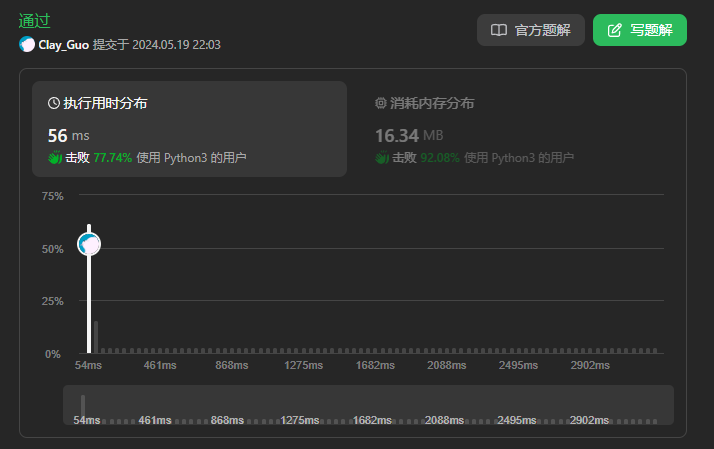 通过
Clay_Guo 提交于 2024.05.19 22:03
官方题解
写题解
执行用时分布
56 ms
击败 77.74% 使用 Python3 的用户
消耗内存分布
16.34 MB
击败 92.08% 使用 Python3 的用户
75%
50%
25%
0%
54ms 461ms 868ms 1275ms 1682ms 2088ms 2495ms 2902ms
54ms 461ms 868ms 1275ms 1682ms 2088ms 2495ms 2902ms